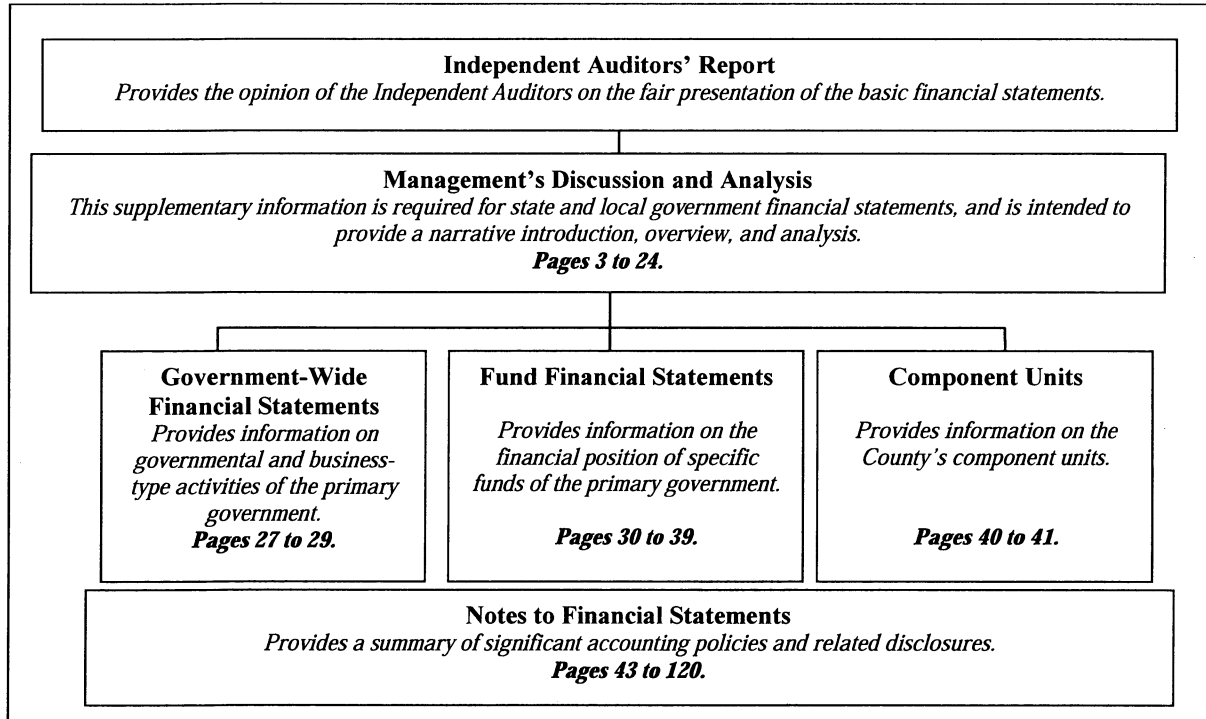 Independent Auditors' Report
Provides the opinion of the Independent Auditors on the fair presentation of the basic financial statements.
Management's Discussion and Analysis
This supplementary information is required for state and local government financial statements, and is intended to
provide a narrative introduction, overview, and analysis.
Pages 3 to 24.
Government-Wide
Financial Statements
Provides information on
governmental and business-
type activities of the primary
government.
Pages 27 to 29.
Fund Financial Statements
Provides information on the
financial position of specific
funds of the primary government.
Pages 30 to 39.
Component Units
Provides information on the
County's component units.
Pages 40 to 41.
Notes to Financial Statements
Provides a summary of significant accounting policies and related disclosures.
Pages 43 to 120.